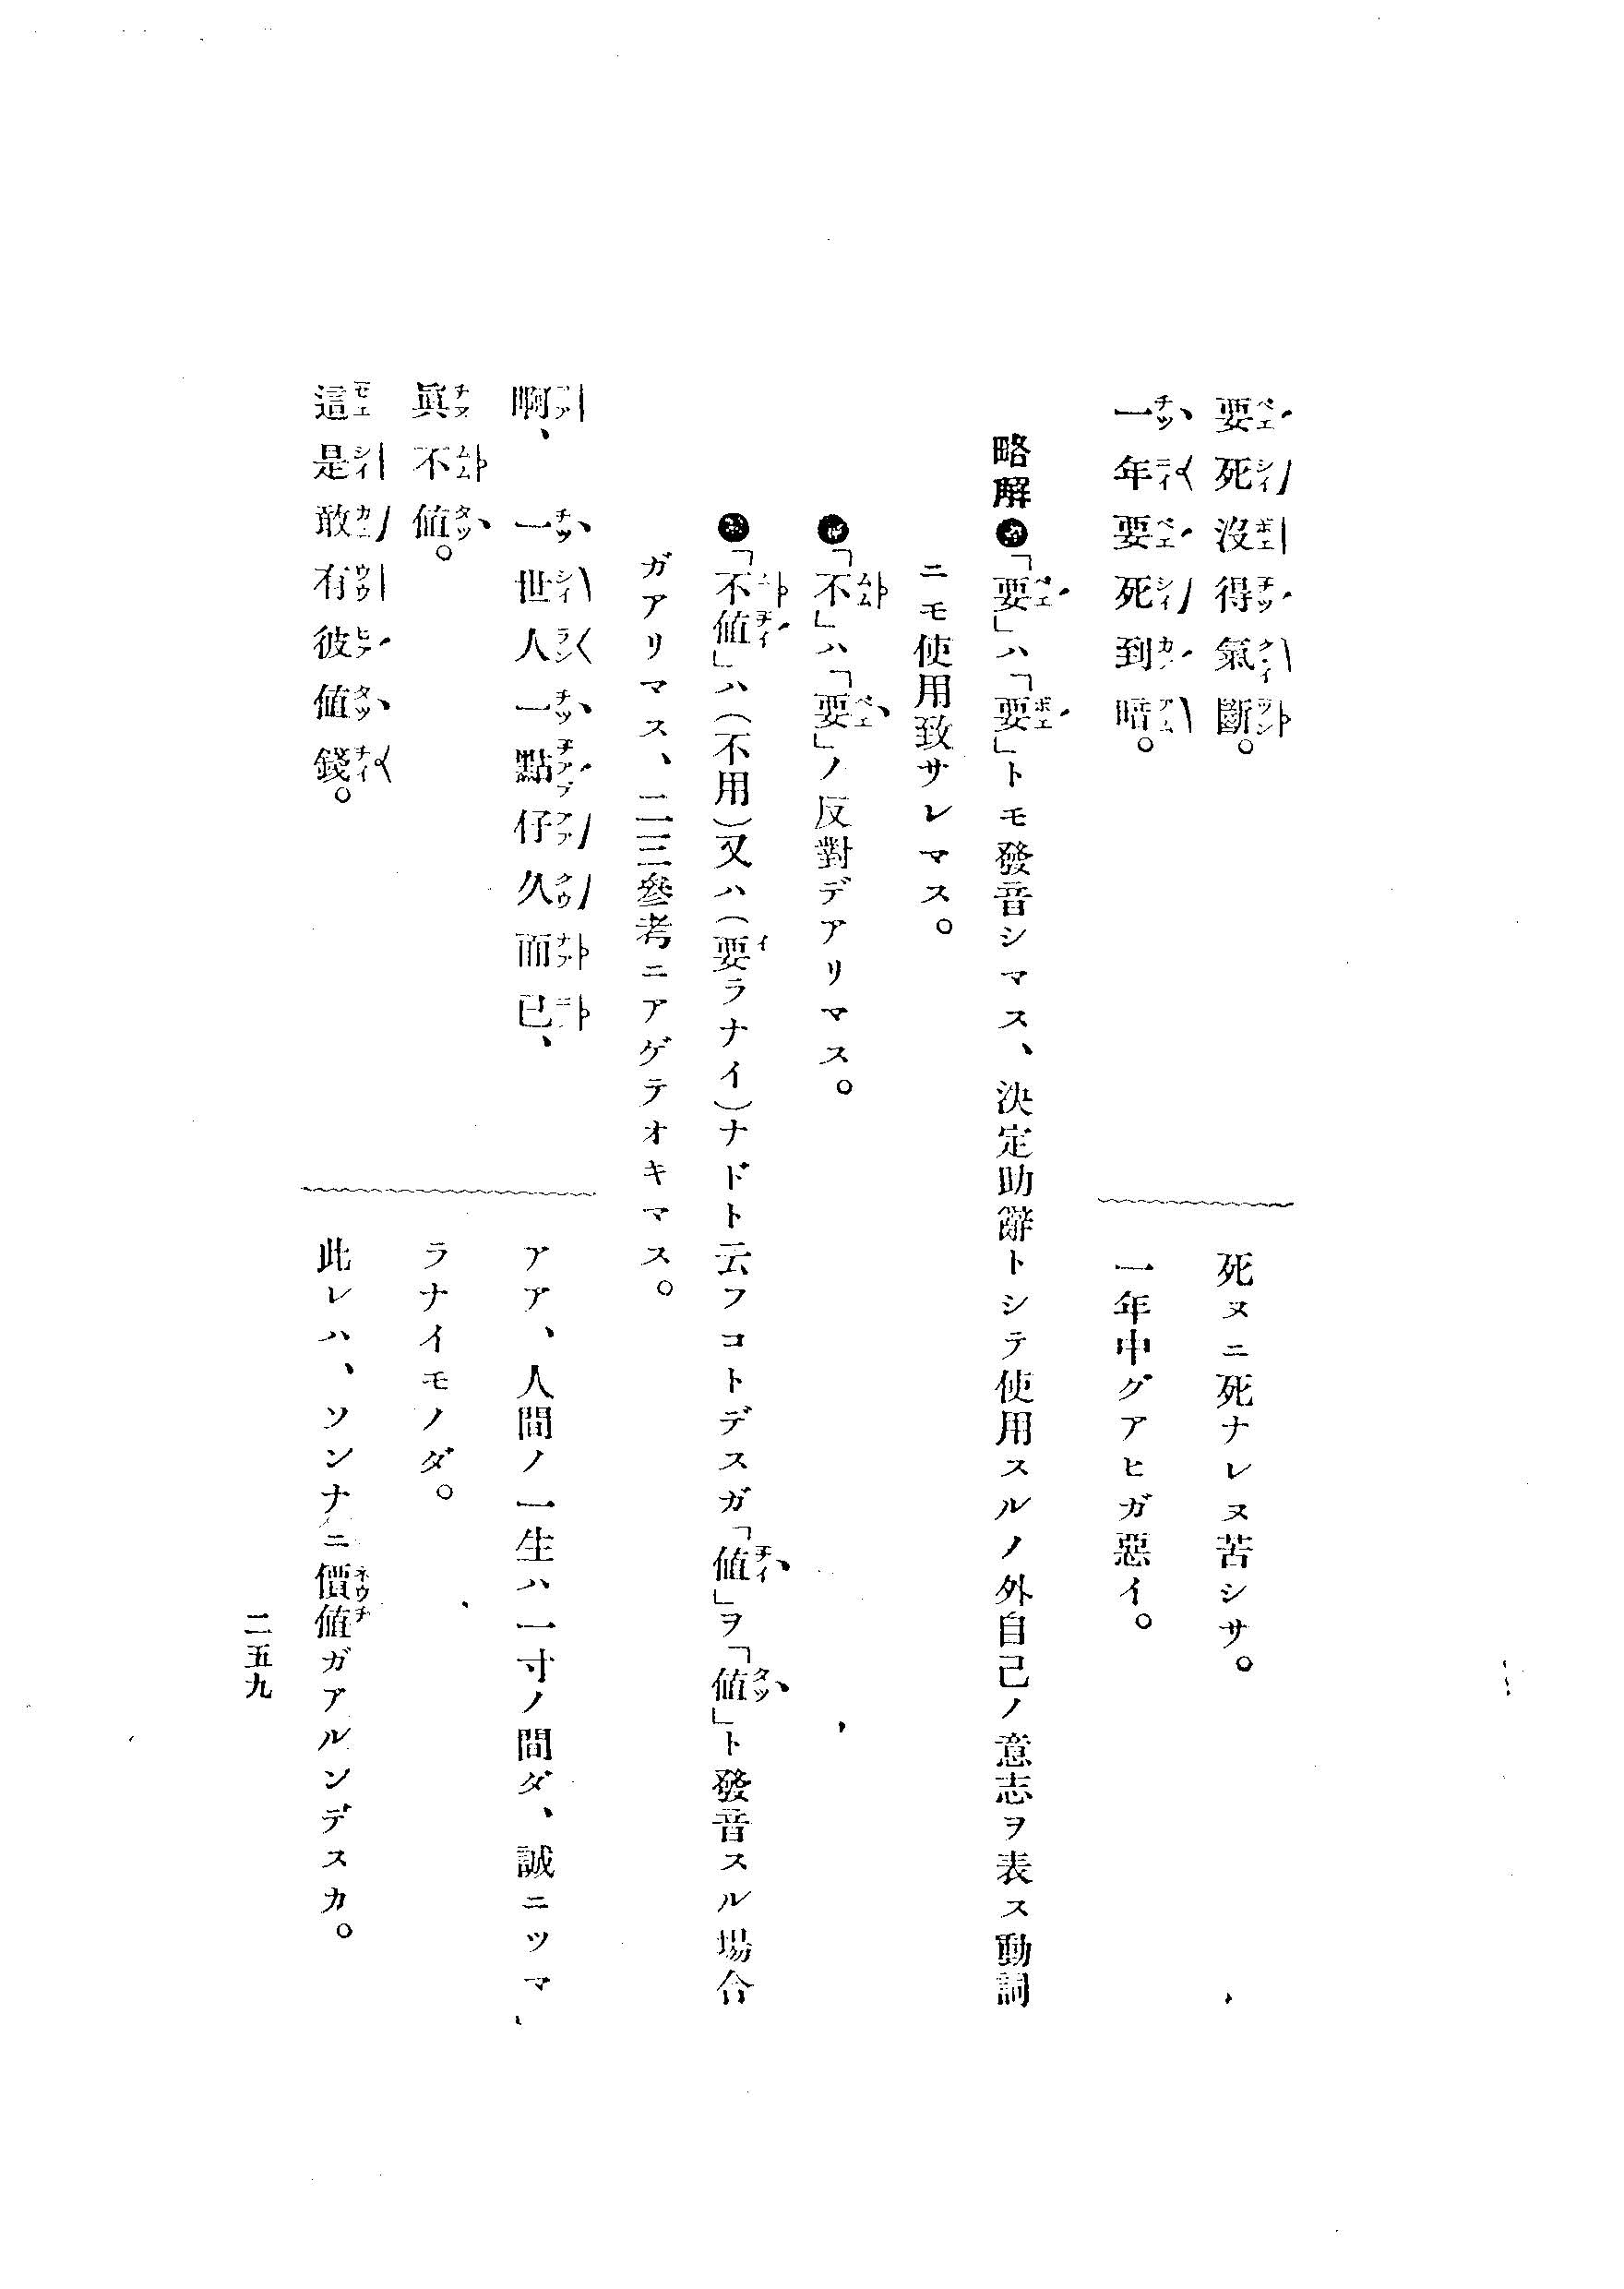 要死沒得氣斷。
死ヌニ死ナレヌ苦シサ。
一年要死到暗。
一年中グアヒガ惡イ。
略解 「要」ハ「要」トモ發音シマス、決定助辭トシテ使用スルノ外自己ノ意志ヲ表ス動詞
ニモ使用致サレマス。
「不」ハ「要」ノ反對デアリマス。
「不値」ハ(不用)又ハ(要ラナイ)ナドト云フコトデスガ「値」ヲ「値」ト發音スル場合
ガアリマス、二三參考ニアゲテオキマス。
啊、一世人一點仔久而已、
眞不値。
アア、人間ノ一生ハ一寸ノ間ダ、誠ニツマ
ラナイモノダ。
這是敢有彼値錢。
此レハ、ソンナニ價値ガアルンデスカ。
二五九